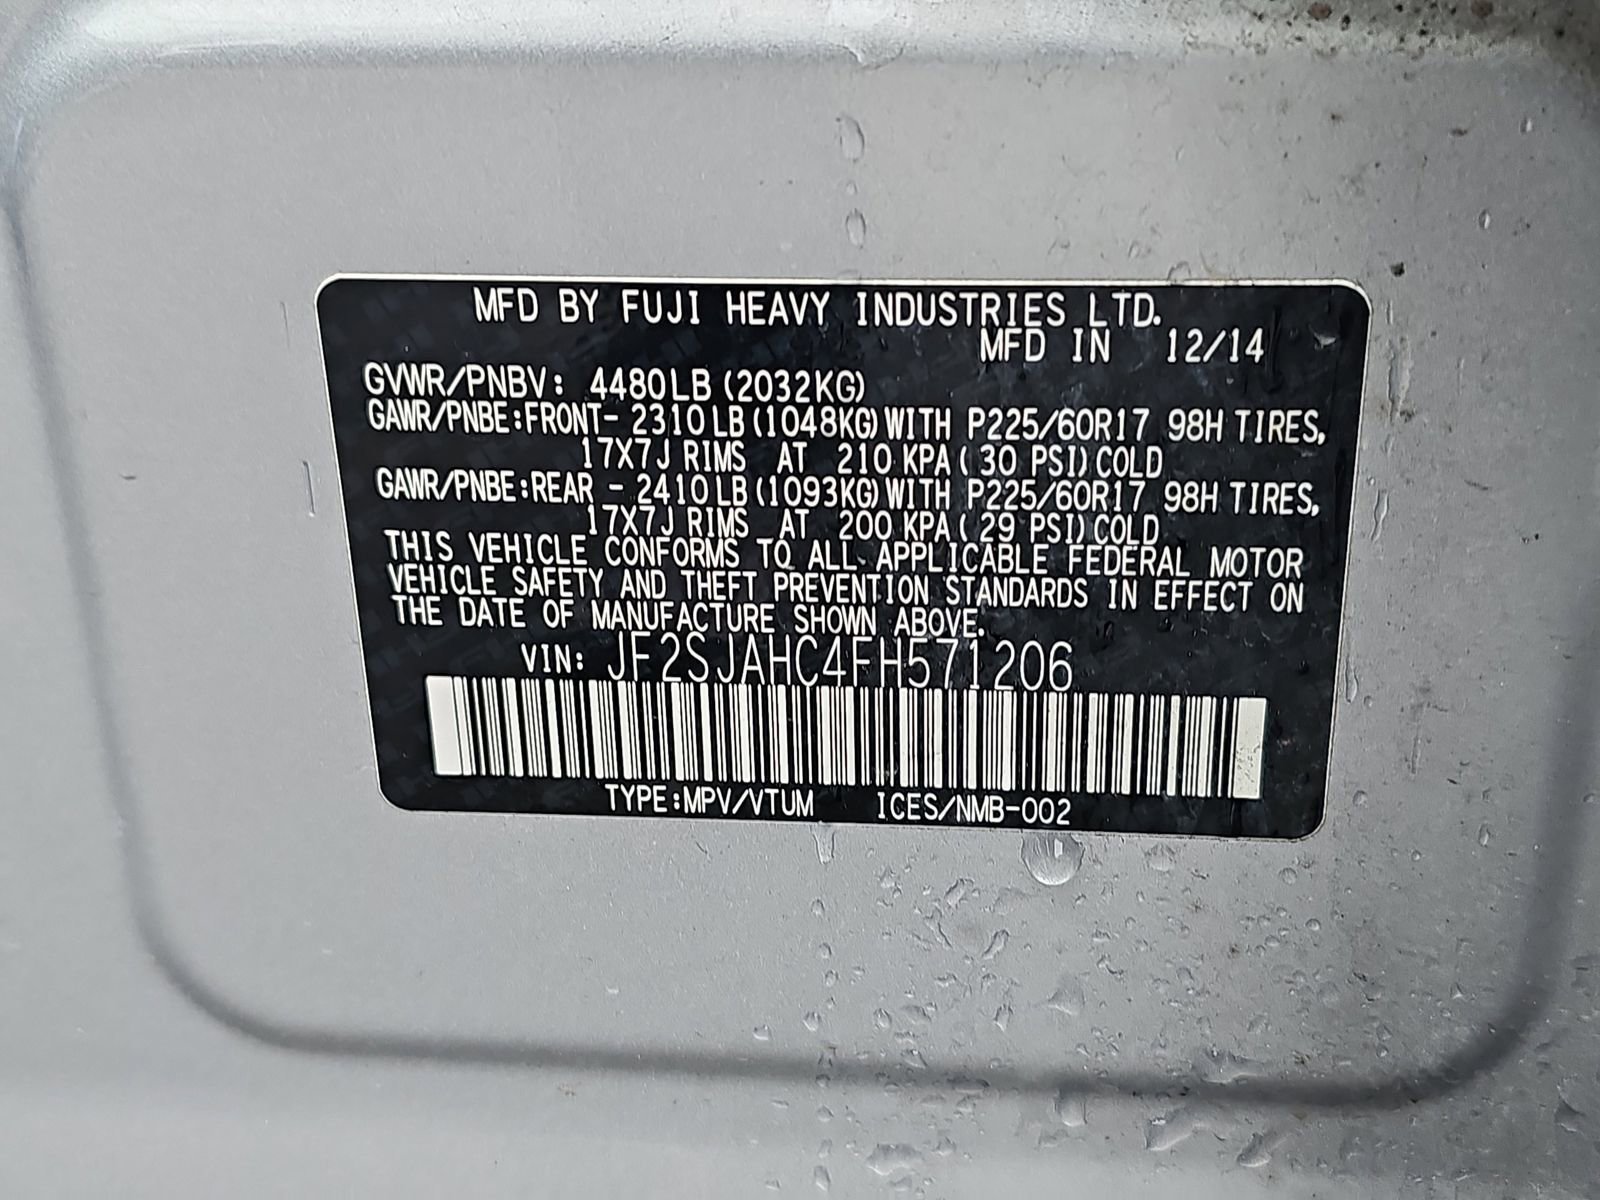 MFD BY FUJI HEAVY INDUSTRIES LTD.
MFD IN 12/14
GVWR/PNBV: 4480LB (2032KG)
GAWR/PNBE:FRONT- 2310 LB (1048KG) WITH P225/60R17 98H TIRES,
17X7J RIMS AT 210 KPA ( 30 PSI) COLD
GAWR/PNBE:REAR - 2410 LB (1093KG) WITH P225/60R17 98H TIRES,
17X7J RIMS AT 200 KPA ( 29 PSI) COLD
THIS VEHICLE CONFORMS TO ALL APPLICABLE FEDERAL MOTOR
VEHICLE SAFETY AND THEFT PREVENTION STANDARDS IN EFFECT ON
THE DATE OF MANUFACTURE SHOWN ABOVE.
VIN: JF2SJAHC4FH571206
TYPE:MPV/VTUM ICES/NMB-002